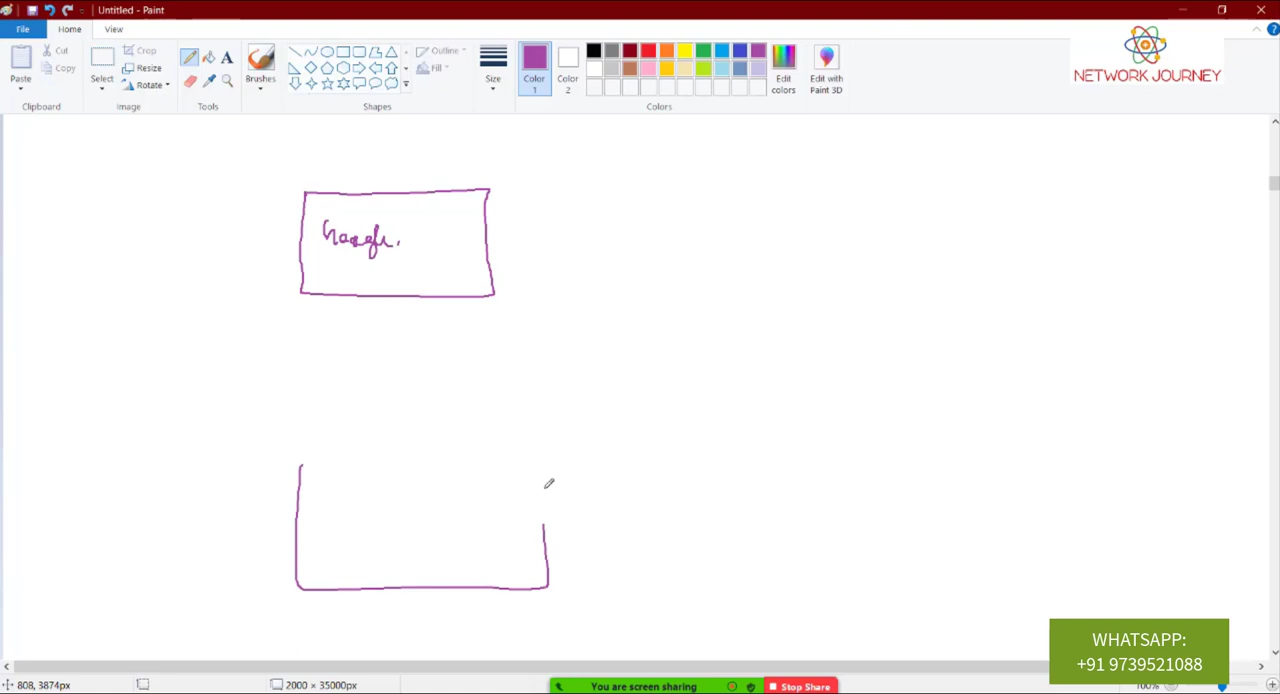 Untitled - Paint
File
Home
View
Paste
Cut
Copy
Clipboard
Select
Crop
Resize
Rotate
Image
Tools
Brushes
Shapes
Outline
Fill
Size
Color
1
Color
2
Edit
colors
Edit with
Paint 3D
Colors
NETWORK JOURNEY
WHATSAPP:
+91 9739521088
808, 3874px
2000 × 35000px
You are screen sharing
Stop Share
100%